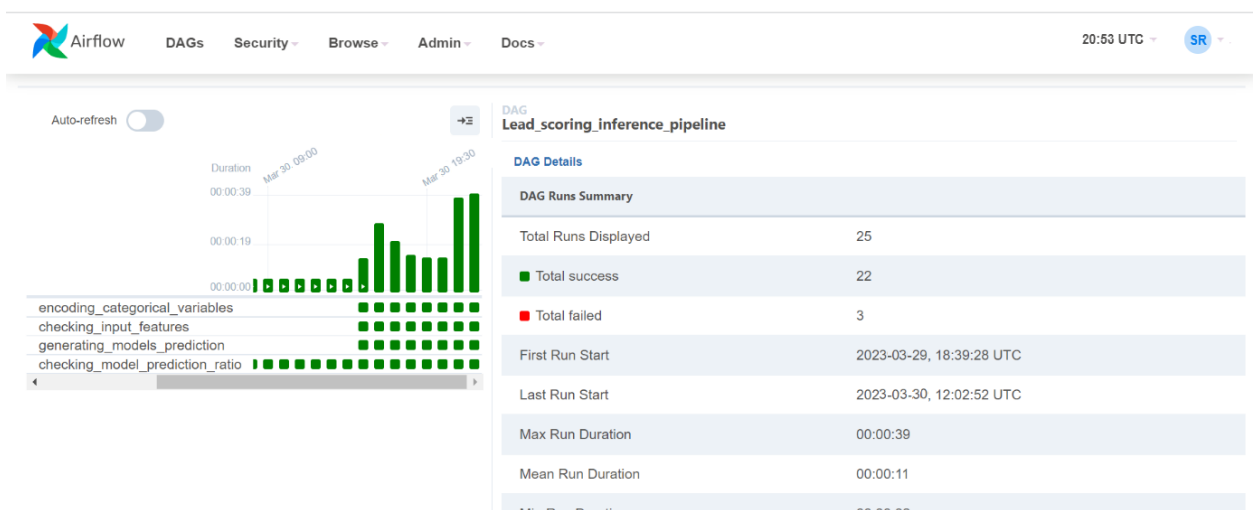 Airflow DAGs Security Browse Admin Docs 20:53 UTC SR
Auto-refresh
DAG
Lead_scoring_inference_pipeline
DAG Details
Duration
Mar 30, 09:00
Mar 30 19:30
00:00:39
00:00:19
00:00:00
encoding_categorical_variables
checking_input_features
generating_models_prediction
checking_model_prediction_ratio
DAG Runs Summary
Total Runs Displayed 25
Total success 22
Total failed 3
First Run Start 2023-03-29, 18:39:28 UTC
Last Run Start 2023-03-30, 12:02:52 UTC
Max Run Duration 00:00:39
Mean Run Duration 00:00:11